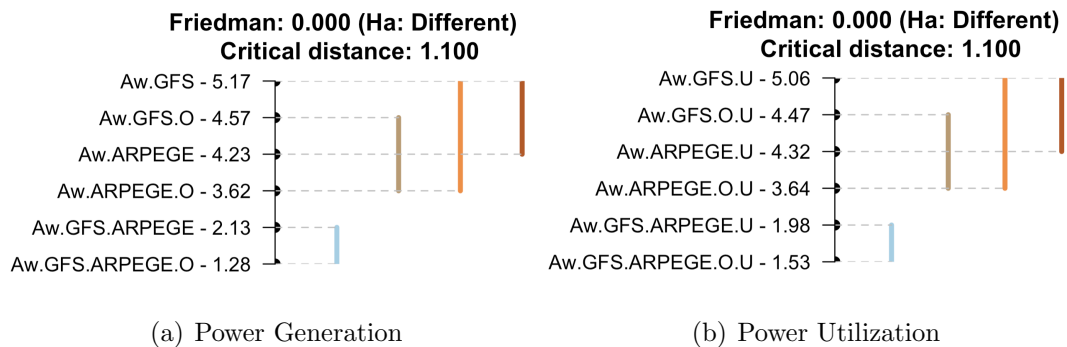 Friedman: 0.000 (Ha: Different)
Critical distance: 1.100
Aw.GFS - 5.17
Aw.GFS.O - 4.57
Aw.ARPEGE - 4.23
Aw.ARPEGE.O - 3.62
Aw.GFS.ARPEGE - 2.13
Aw.GFS.ARPEGE.O - 1.28
(a) Power Generation
Friedman: 0.000 (Ha: Different)
Critical distance: 1.100
Aw.GFS.U - 5.06
Aw.GFS.O.U - 4.47
Aw.ARPEGE.U - 4.32
Aw.ARPEGE.O.U - 3.64
Aw.GFS.ARPEGE.U - 1.98
Aw.GFS.ARPEGE.O.U - 1.53
(b) Power Utilization